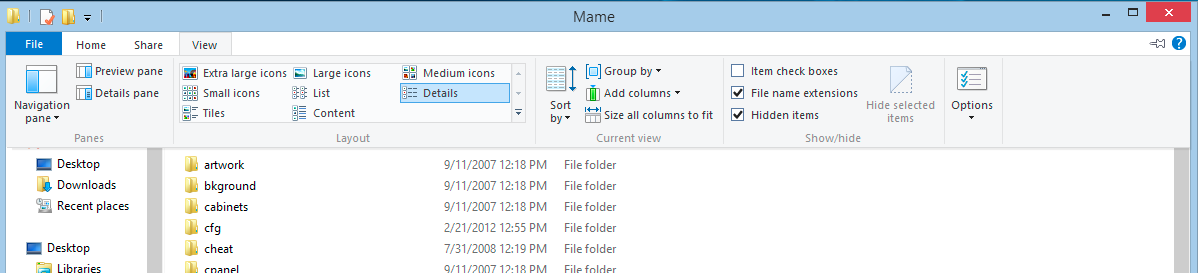 Mame
File Home Share View
Navigation pane
Preview pane
Details pane
Panes
Extra large icons Large icons Medium icons
Small icons List Details
Tiles Content
Layout
Sort by
Group by
Add columns
Size all columns to fit
Current view
Item check boxes
File name extensions
Hidden items
Hide selected items
Show/hide
Options
Desktop
Downloads
Recent places
Desktop
Libraries
artwork 9/11/2007 12:18 PM File folder
bkground 9/11/2007 12:18 PM File folder
cabinets 9/11/2007 12:18 PM File folder
cfg 2/21/2012 12:55 PM File folder
cheat 7/31/2008 12:19 PM File folder
cpanel 9/11/2007 12:18 PM File folder